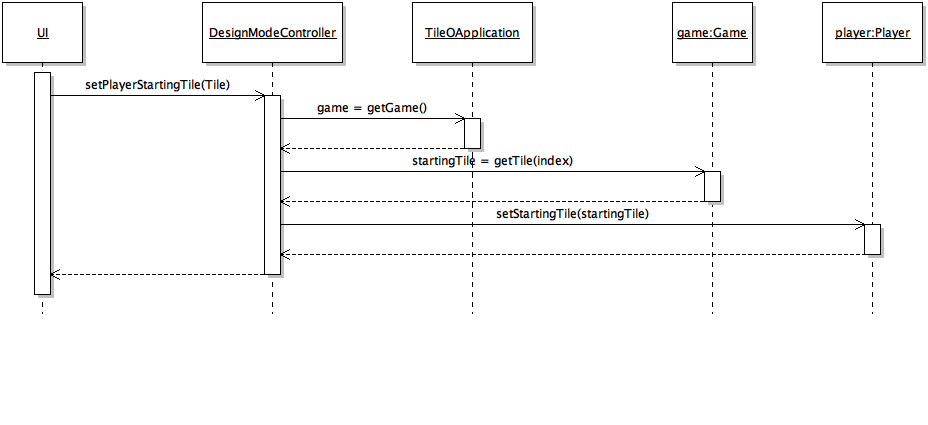 UI
DesignModeController
TileOApplication
game:Game
player:Player
setPlayerStartingTile(Tile)
game = getGame()
startingTile = getTile(index)
setStartingTile(startingTile)